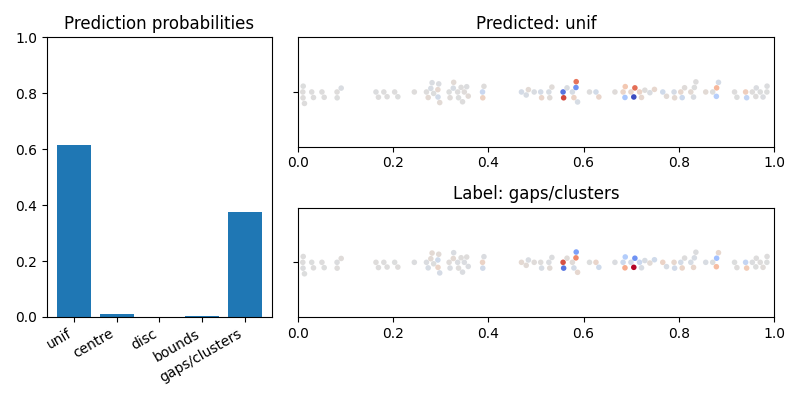 Prediction probabilities
1.0
0.8
0.6
0.4
0.2
0.0
unif
centre
disc
bounds
gaps/clusters
Predicted: unif
0.0 0.2 0.4 0.6 0.8 1.0
Label: gaps/clusters
0.0 0.2 0.4 0.6 0.8 1.0